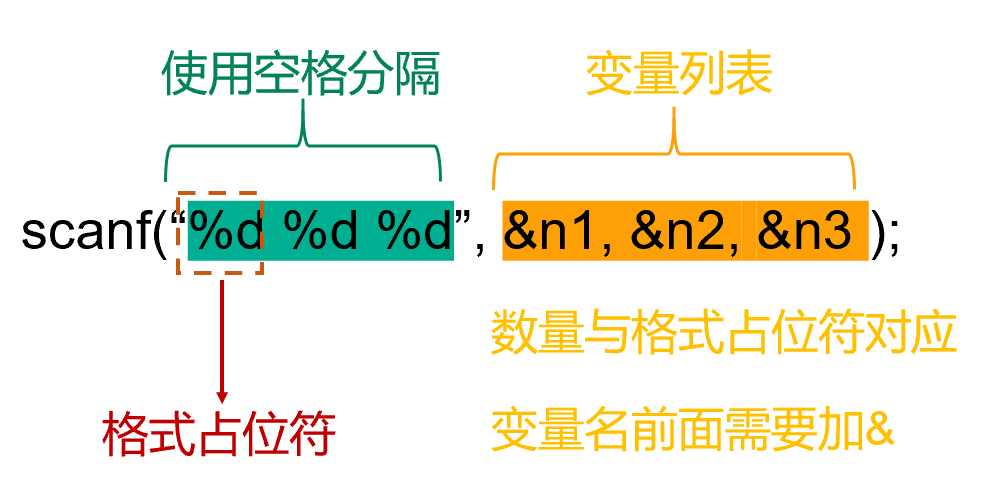 使用空格分隔
变量列表
scanf(“%d %d %d”, &n1, &n2, &n3 );
数量与格式占位符对应
格式占位符
变量名前面需要加&